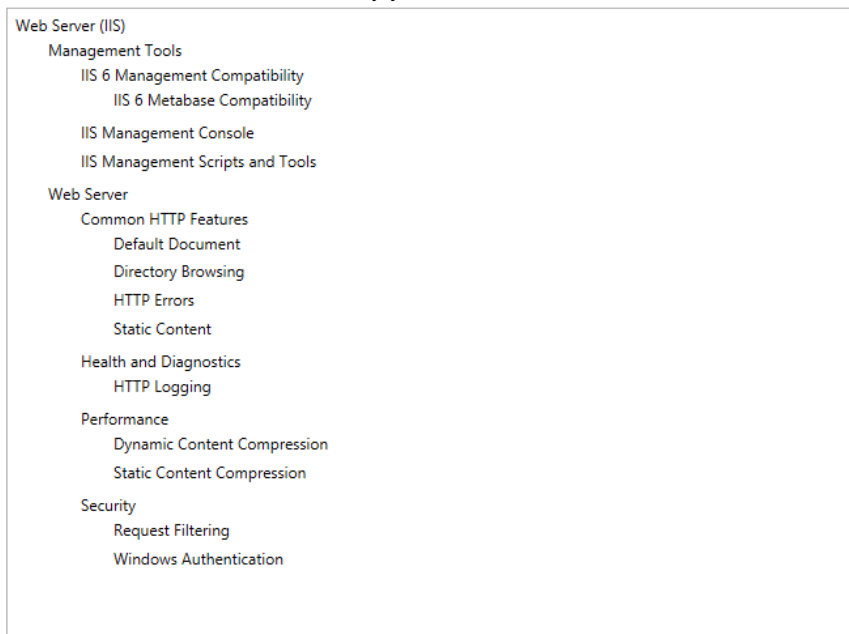 Web Server (IIS)
Management Tools
IIS 6 Management Compatibility
IIS 6 Metabase Compatibility
IIS Management Console
IIS Management Scripts and Tools
Web Server
Common HTTP Features
Default Document
Directory Browsing
HTTP Errors
Static Content
Health and Diagnostics
HTTP Logging
Performance
Dynamic Content Compression
Static Content Compression
Security
Request Filtering
Windows Authentication